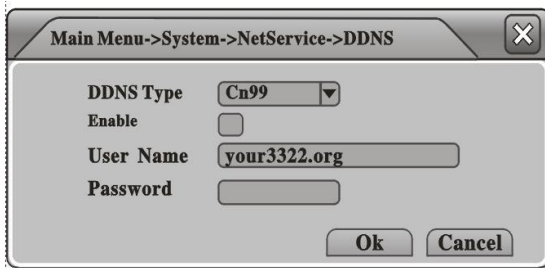 Main Menu->System->NetService->DDNS
DDNS Type Cn99
Enable
User Name your3322.org
Password
Ok Cancel